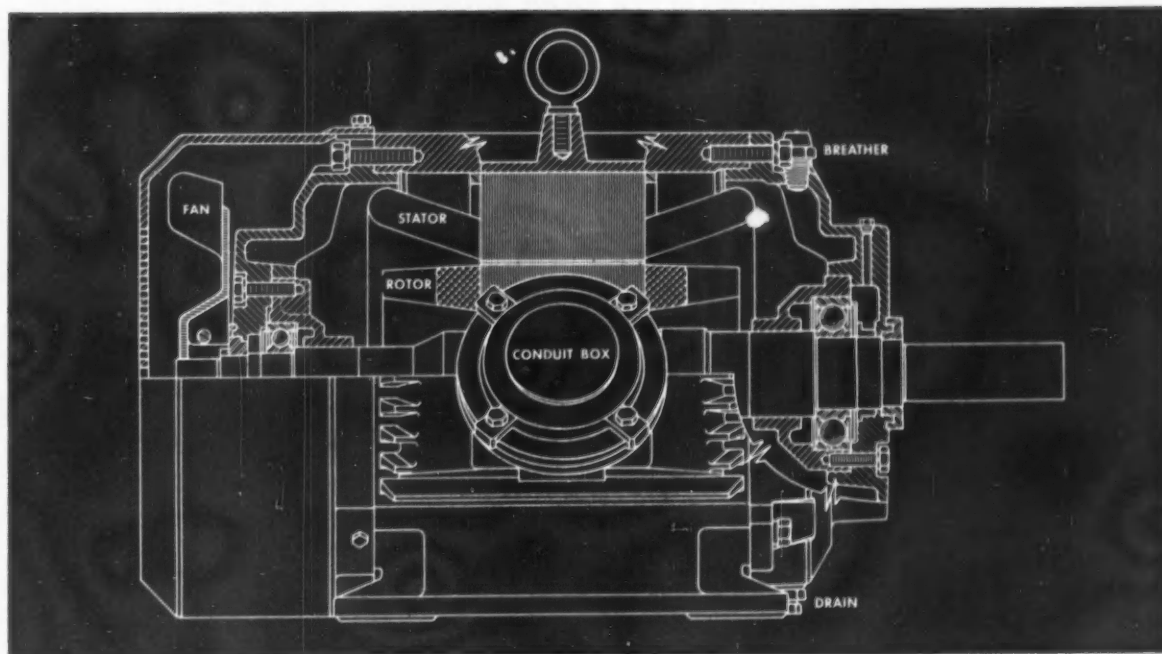 BREATHER
FAN
STATOR
ROTOR
CONDUIT BOX
DRAIN